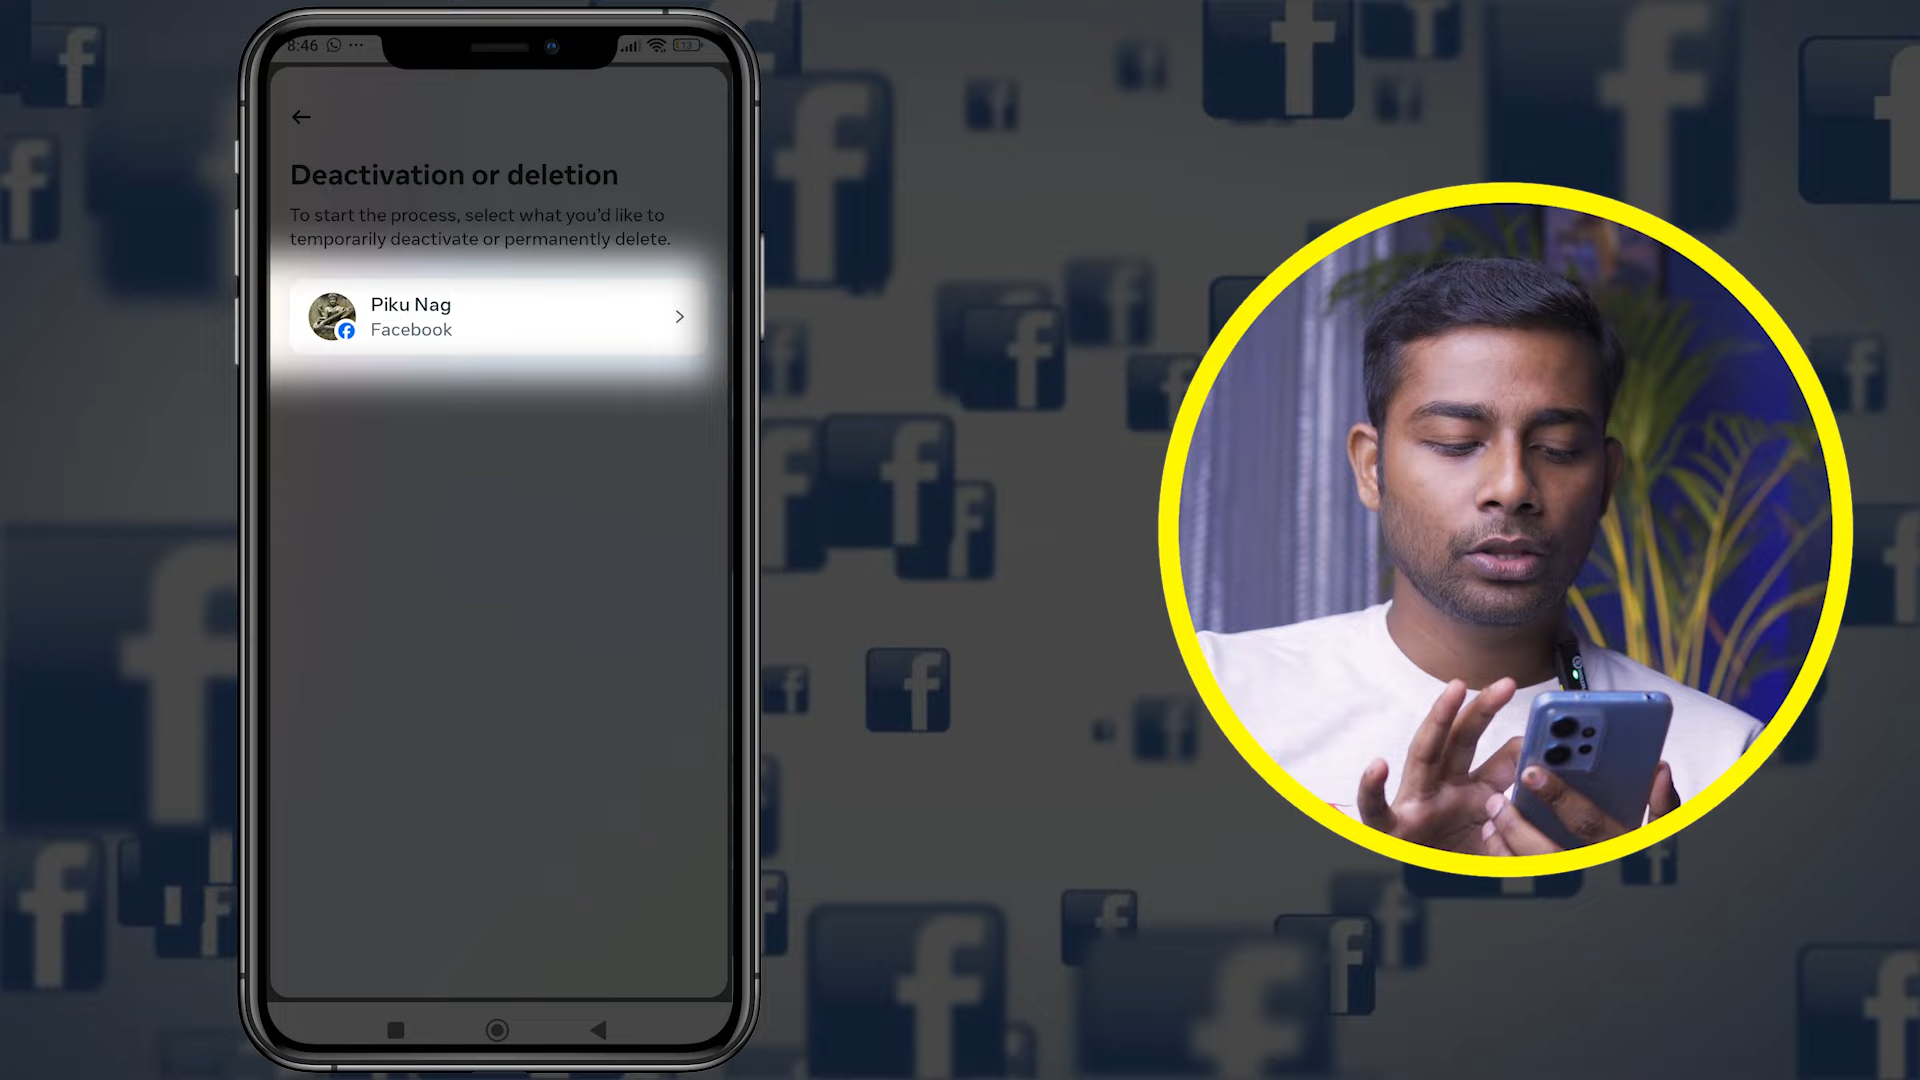 8:46
13
Deactivation or deletion
To start the process, select what you'd like to
temporarily deactivate or permanently delete.
Piku Nag
Facebook